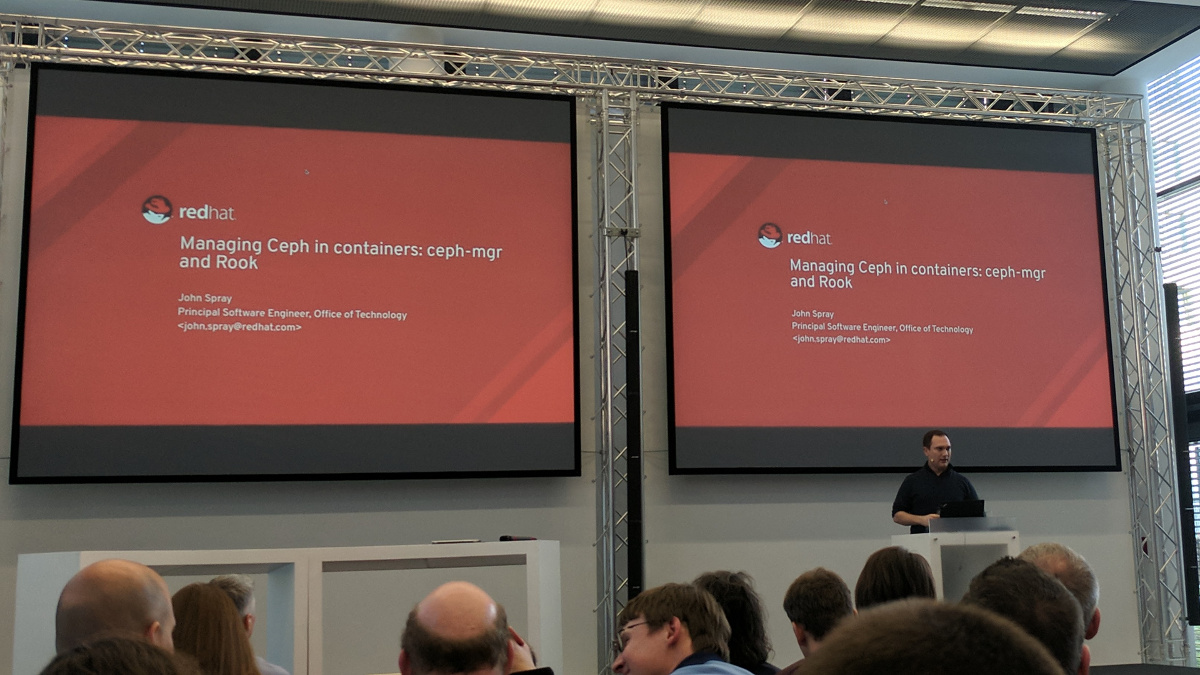 redhat.
Managing Ceph in containers: ceph-mgr
and Rook
John Spray
Principal Software Engineer, Office of Technology
<john.spray@redhat.com>
redhat.
Managing Ceph in containers: ceph-mgr
and Rook
John Spray
Principal Software Engineer, Office of Technology
<john.spray@redhat.com>